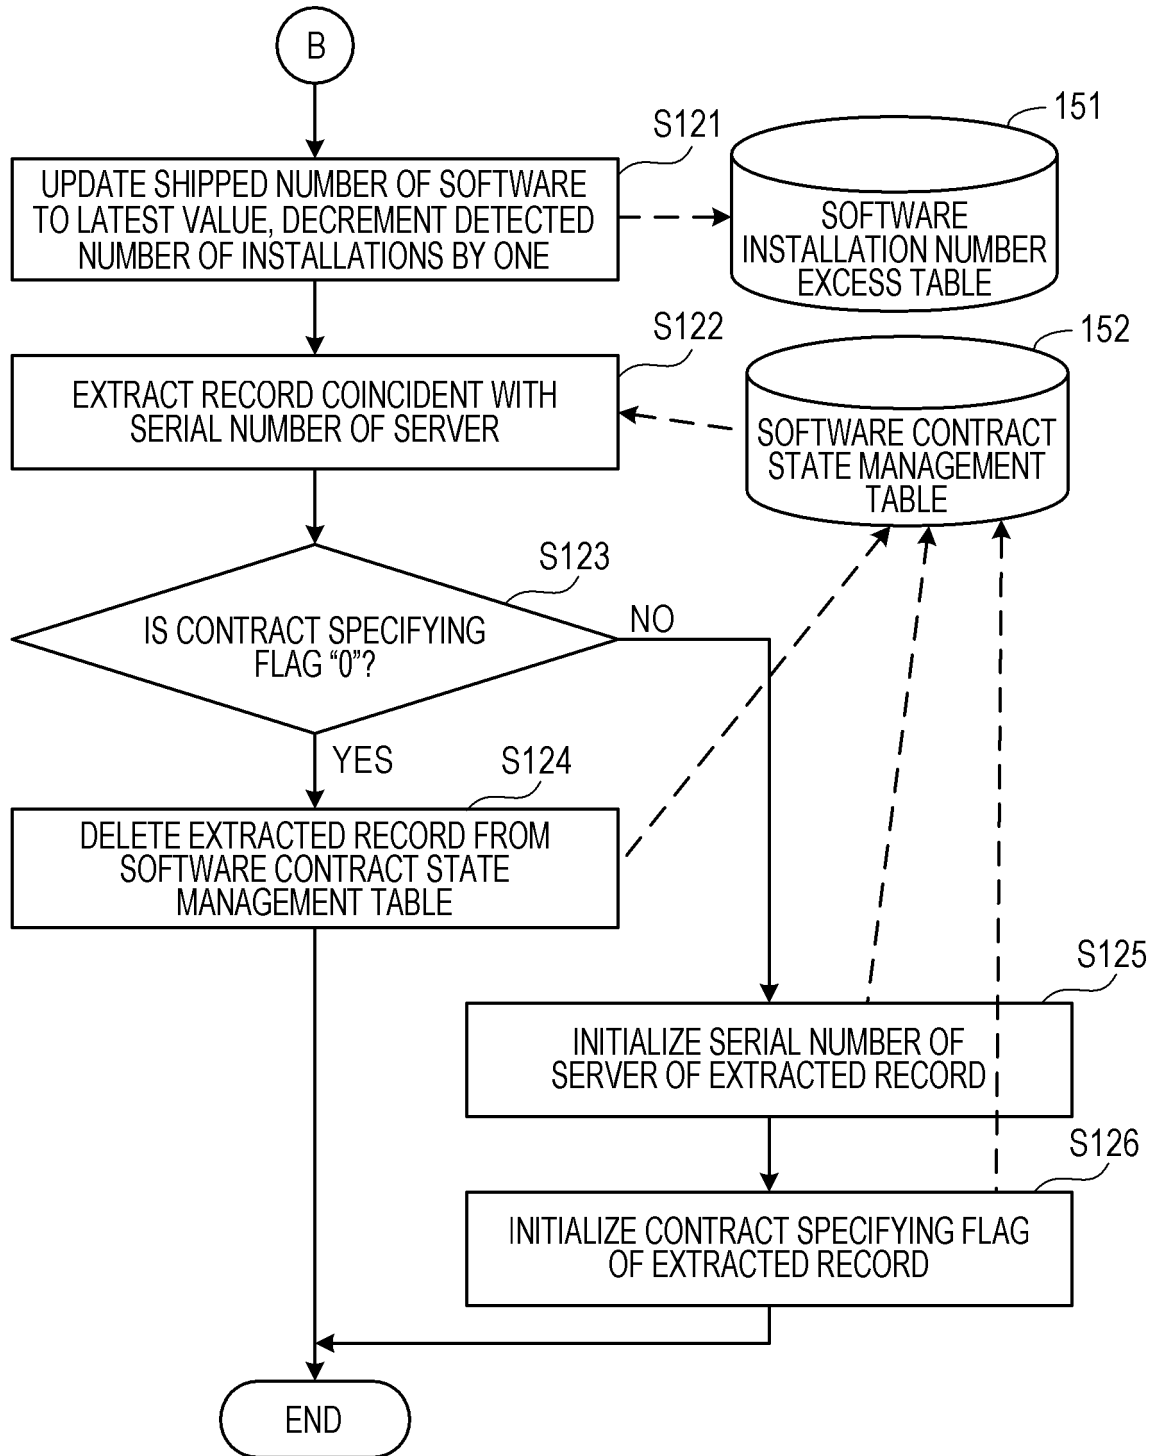 B
S121
151
UPDATE SHIPPED NUMBER OF SOFTWARE
TO LATEST VALUE, DECREMENT DETECTED
NUMBER OF INSTALLATIONS BY ONE
SOFTWARE
INSTALLATION NUMBER
EXCESS TABLE
S122
152
EXTRACT RECORD COINCIDENT WITH
SERIAL NUMBER OF SERVER
SOFTWARE CONTRACT
STATE MANAGEMENT
TABLE
S123
IS CONTRACT SPECIFYING
FLAG “0”?
NO
YES
S124
DELETE EXTRACTED RECORD FROM
SOFTWARE CONTRACT STATE
MANAGEMENT TABLE
S125
INITIALIZE SERIAL NUMBER OF
SERVER OF EXTRACTED RECORD
S126
INITIALIZE CONTRACT SPECIFYING FLAG
OF EXTRACTED RECORD
END